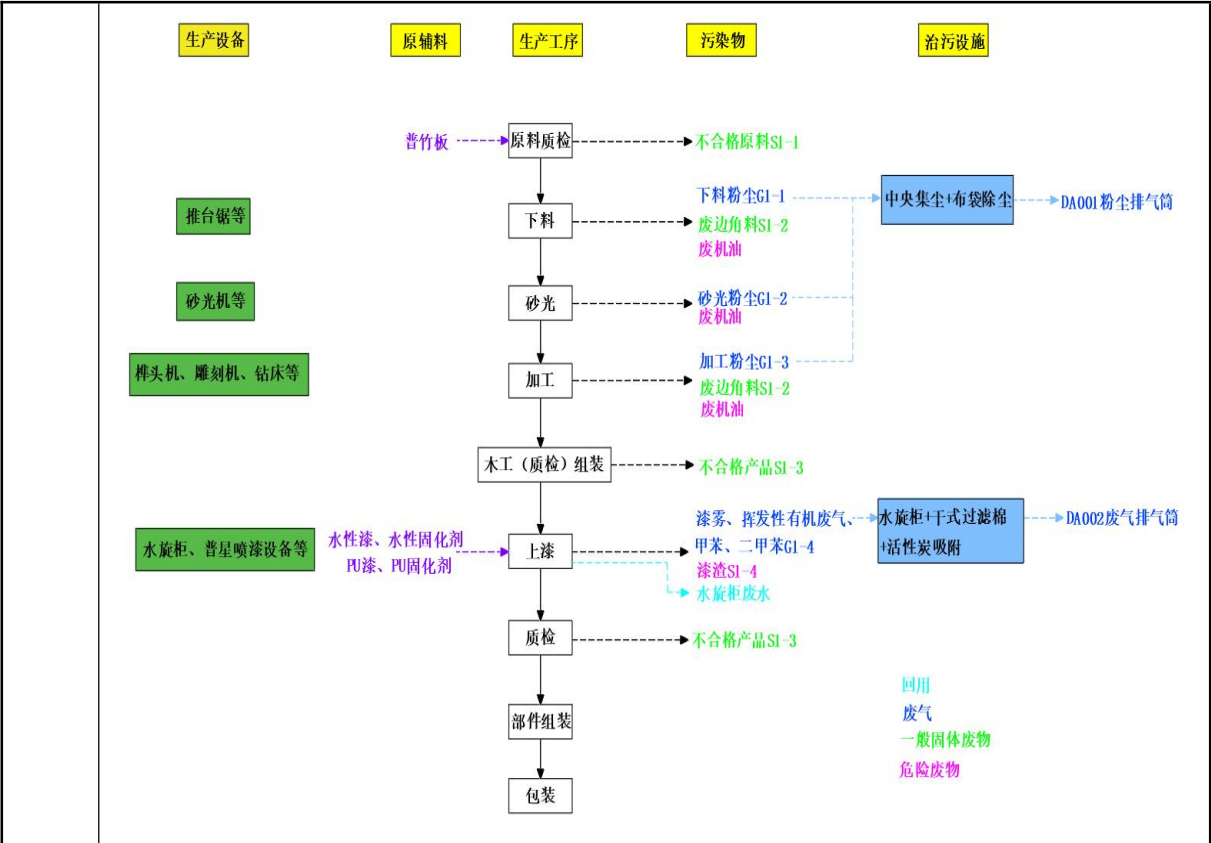 生产设备
原辅料
生产工序
污染物
治污设施
普竹板
原料质检
不合格原料S1-1
推台锯等
下料
下料粉尘G1-1
废边角料S1-2
废机油
中央集尘+布袋除尘
DA001粉尘排气筒
砂光机等
砂光
砂光粉尘G1-2
废机油
榫头机、雕刻机、钻床等
加工
加工粉尘G1-3
废边角料S1-2
废机油
木工（质检）组装
不合格产品S1-3
水旋柜、普星喷漆设备等
水性漆、水性固化剂
PU漆、PU固化剂
上漆
漆雾、挥发性有机废气、
甲苯、二甲苯G1-4
漆渣S1-4
水旋柜废水
水旋柜+干式过滤棉
+活性炭吸附
DA002废气排气筒
质检
不合格产品S1-3
部件组装
包装
回用
废气
一般固体废物
危险废物